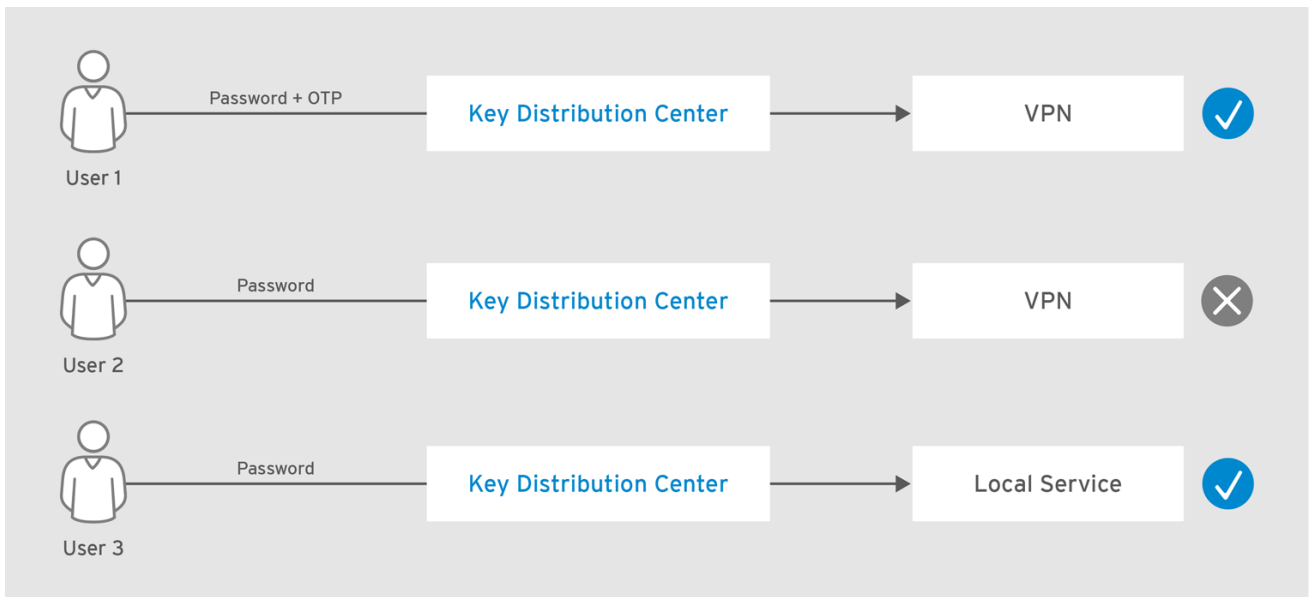 Password + OTP
Key Distribution Center
VPN
User 1
Password
Key Distribution Center
VPN
User 2
Password
Key Distribution Center
Local Service
User 3